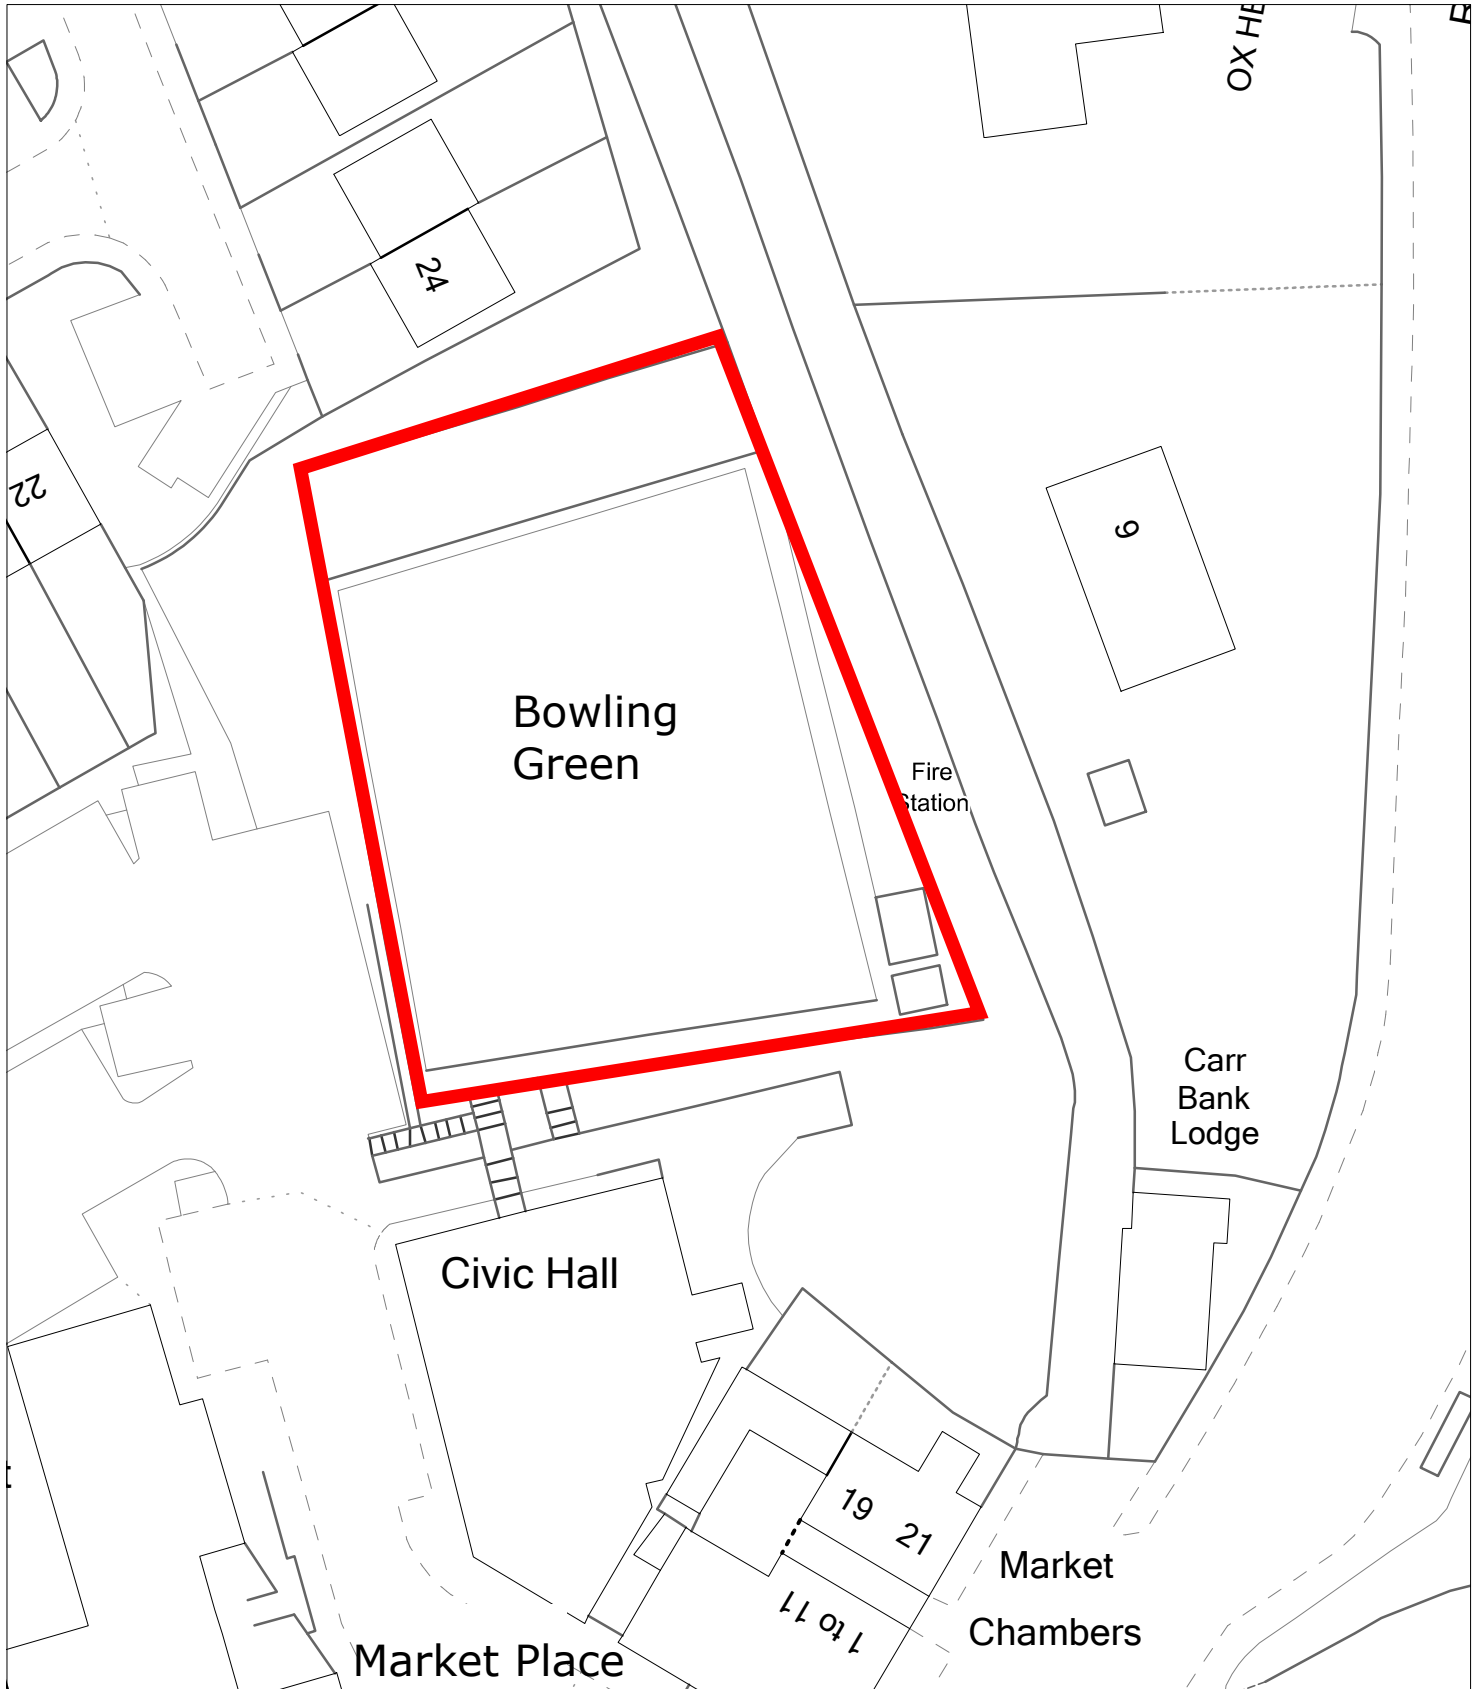 OX HE
24
22
9
Bowling
Green
Fire
Station
Carr
Bank
Lodge
Civic Hall
19
21
1 to 11
Market
Chambers
Market Place